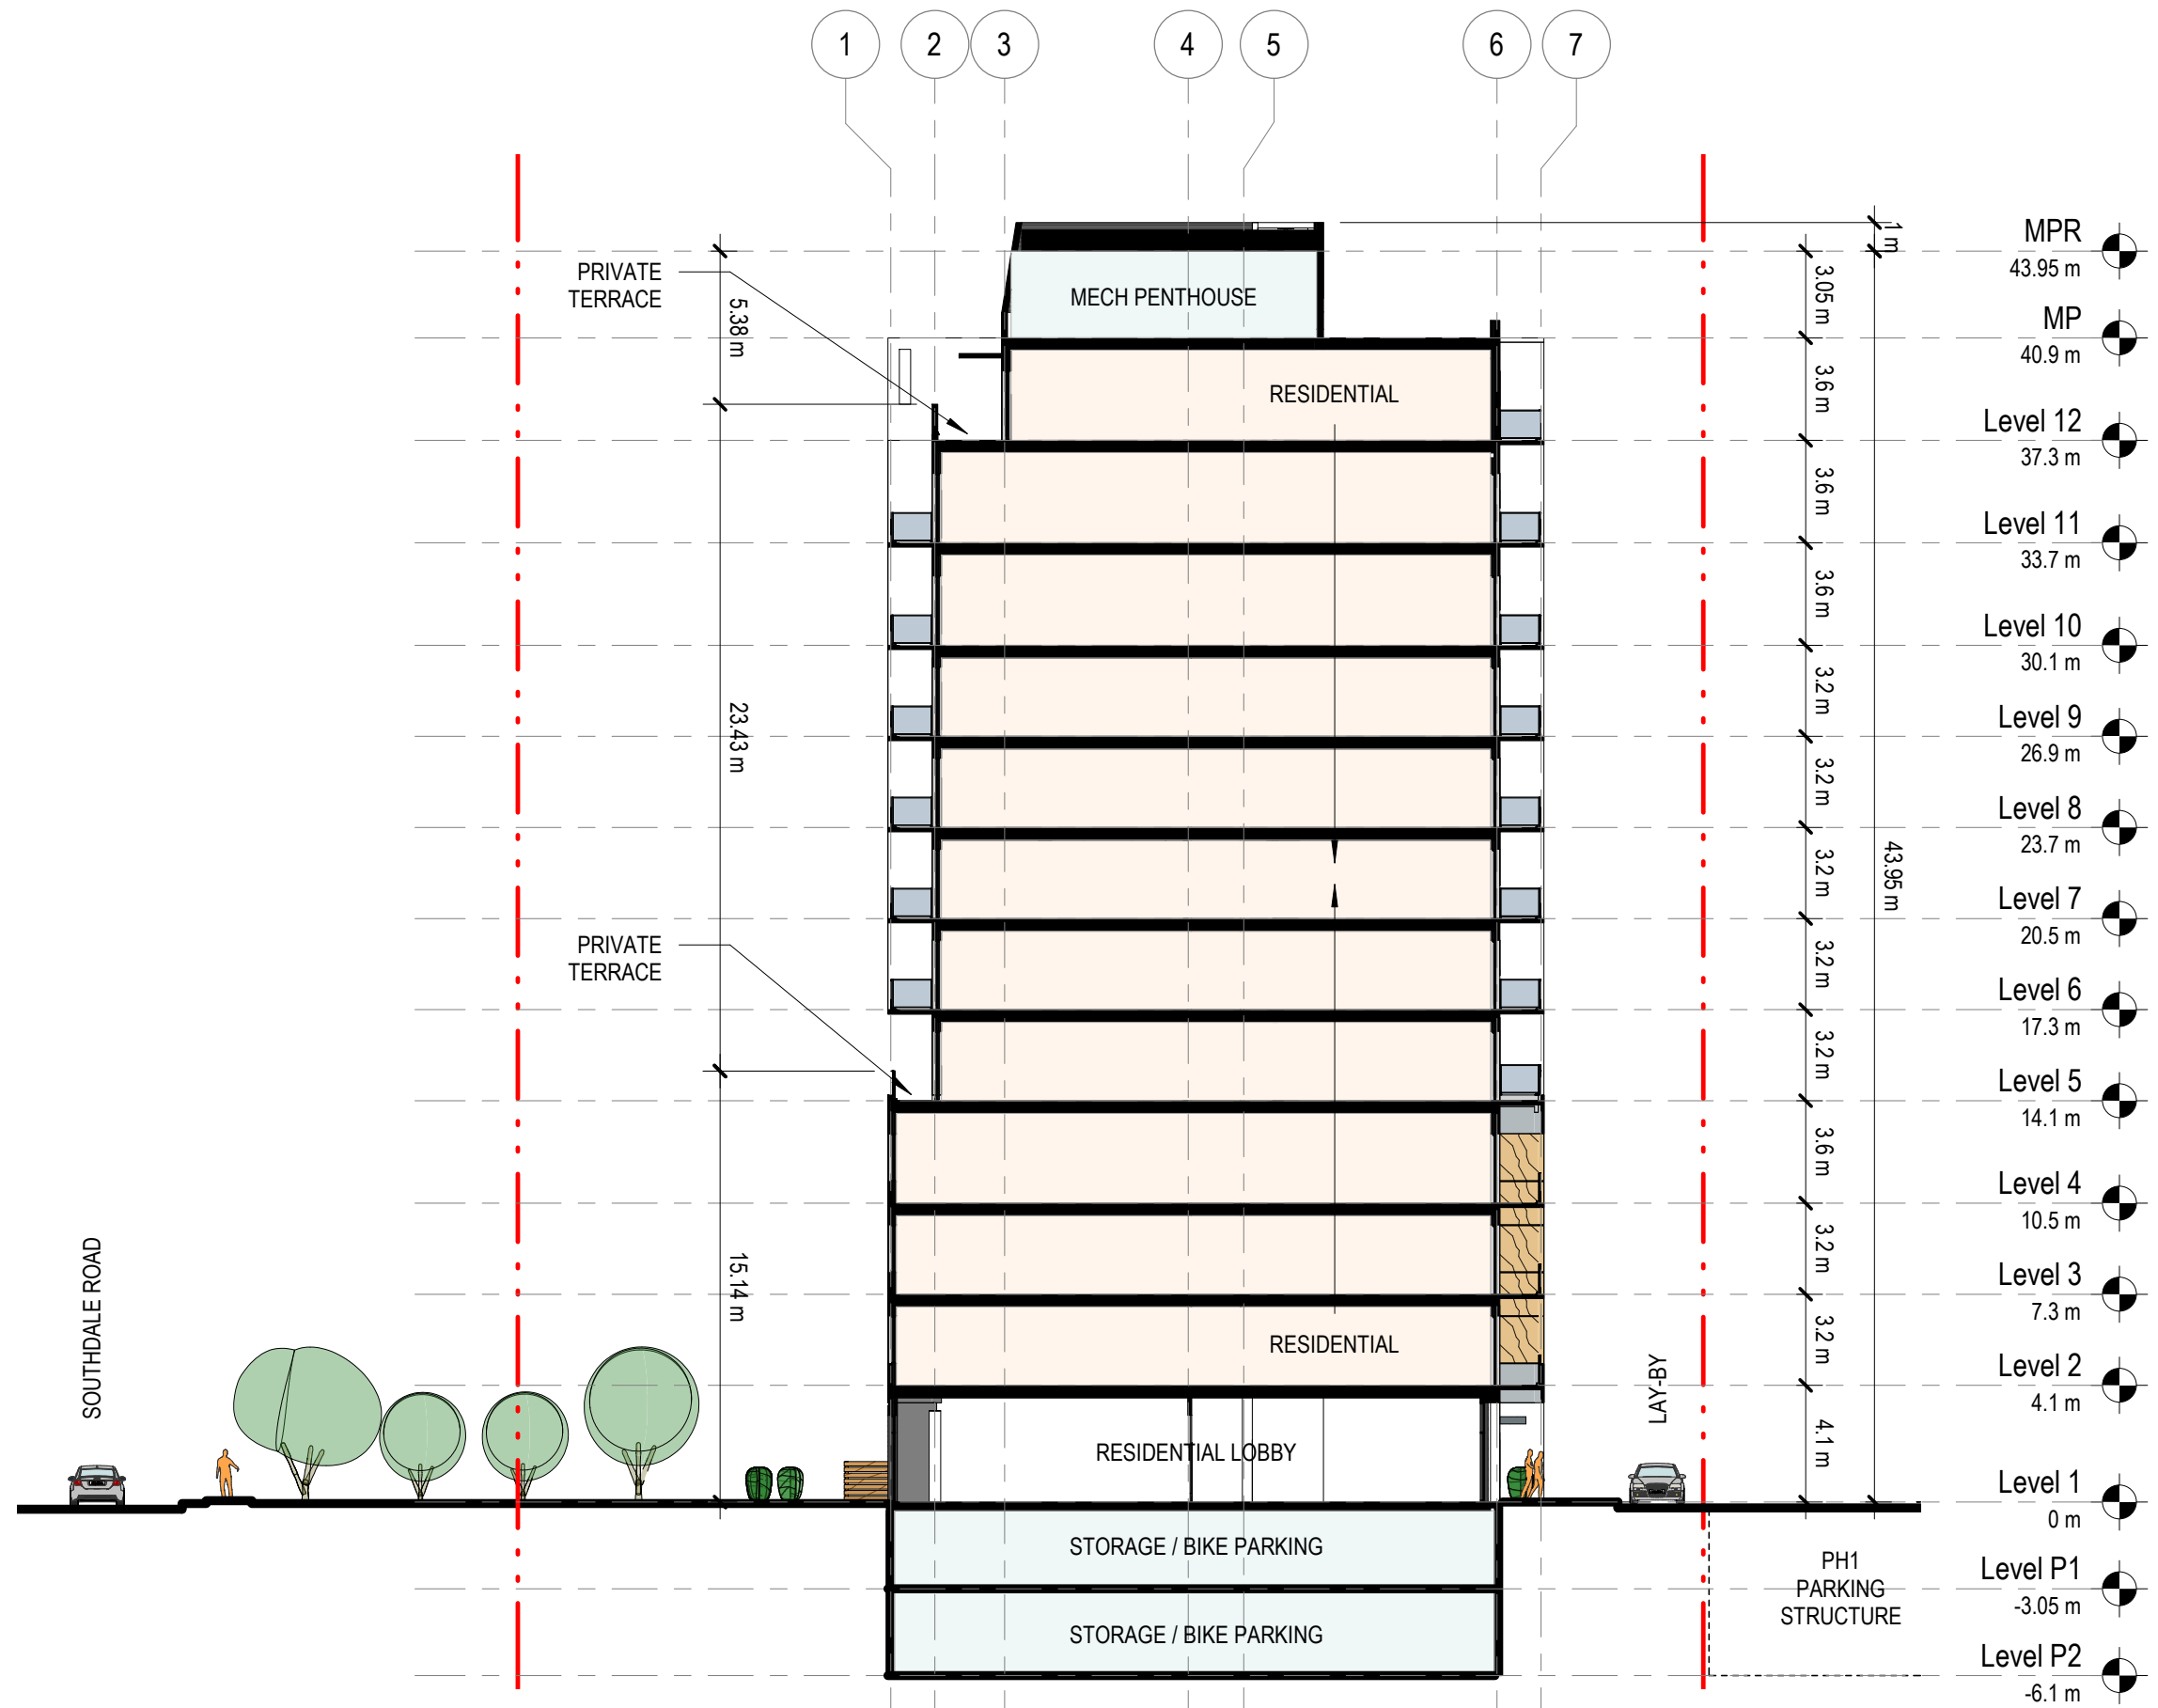 1 2 3 4 5 6 7
MPR
43.95 m
MP
40.9 m
Level 12
37.3 m
Level 11
33.7 m
Level 10
30.1 m
Level 9
26.9 m
Level 8
23.7 m
Level 7
20.5 m
Level 6
17.3 m
Level 5
14.1 m
Level 4
10.5 m
Level 3
7.3 m
Level 2
4.1 m
Level 1
0 m
Level P1
-3.05 m
Level P2
-6.1 m
1 m
43.95 m
3.05 m
3.6 m
3.6 m
3.6 m
3.2 m
3.2 m
3.2 m
3.2 m
3.2 m
3.6 m
3.2 m
3.2 m
4.1 m
5.38 m
23.43 m
15.14 m
PRIVATE
TERRACE
MECH PENTHOUSE
RESIDENTIAL
PRIVATE
TERRACE
RESIDENTIAL
RESIDENTIAL LOBBY
STORAGE / BIKE PARKING
STORAGE / BIKE PARKING
SOUTHDALE ROAD
LAY-BY
PH1
PARKING
STRUCTURE